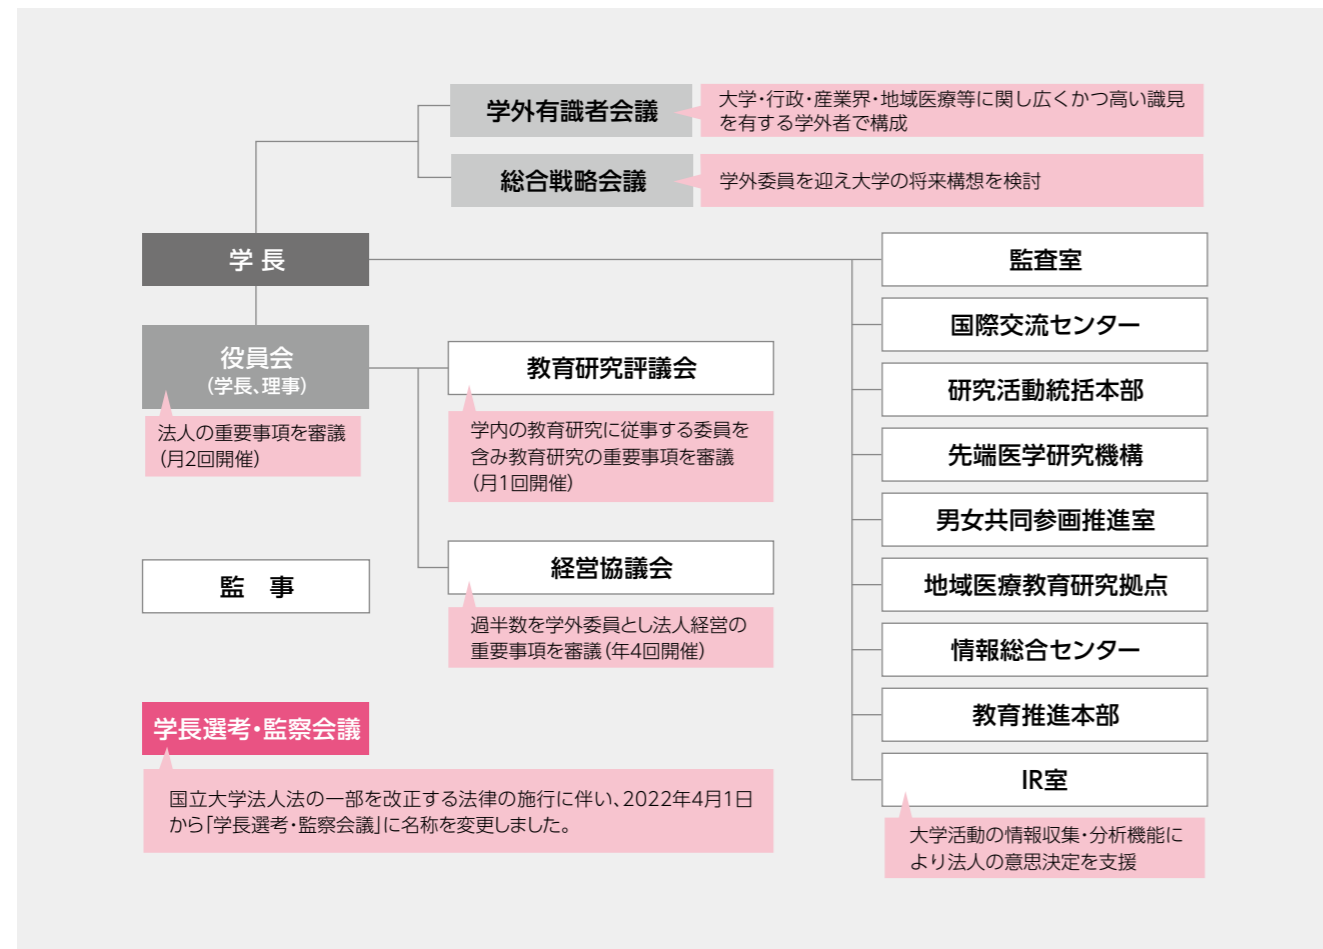 学外有識者会議
大学・行政・産業界・地域医療等に関し広くかつ高い識見
を有する学外者で構成
総合戦略会議
学外委員を迎え大学の将来構想を検討
学 長
役員会
（学長、理事）
法人の重要事項を審議
（月2回開催）
教育研究評議会
学内の教育研究に従事する委員を
含み教育研究の重要事項を審議
（月1回開催）
経営協議会
過半数を学外委員とし法人経営の
重要事項を審議（年4回開催）
監　事
学長選考・監察会議
国立大学法人法の一部を改正する法律の施行に伴い、2022年4月1日
から「学長選考・監察会議」に名称を変更しました。
監査室
国際交流センター
研究活動統括本部
先端医学研究機構
男女共同参画推進室
地域医療教育研究拠点
情報総合センター
教育推進本部
IR室
大学活動の情報収集・分析機能に
より法人の意思決定を支援